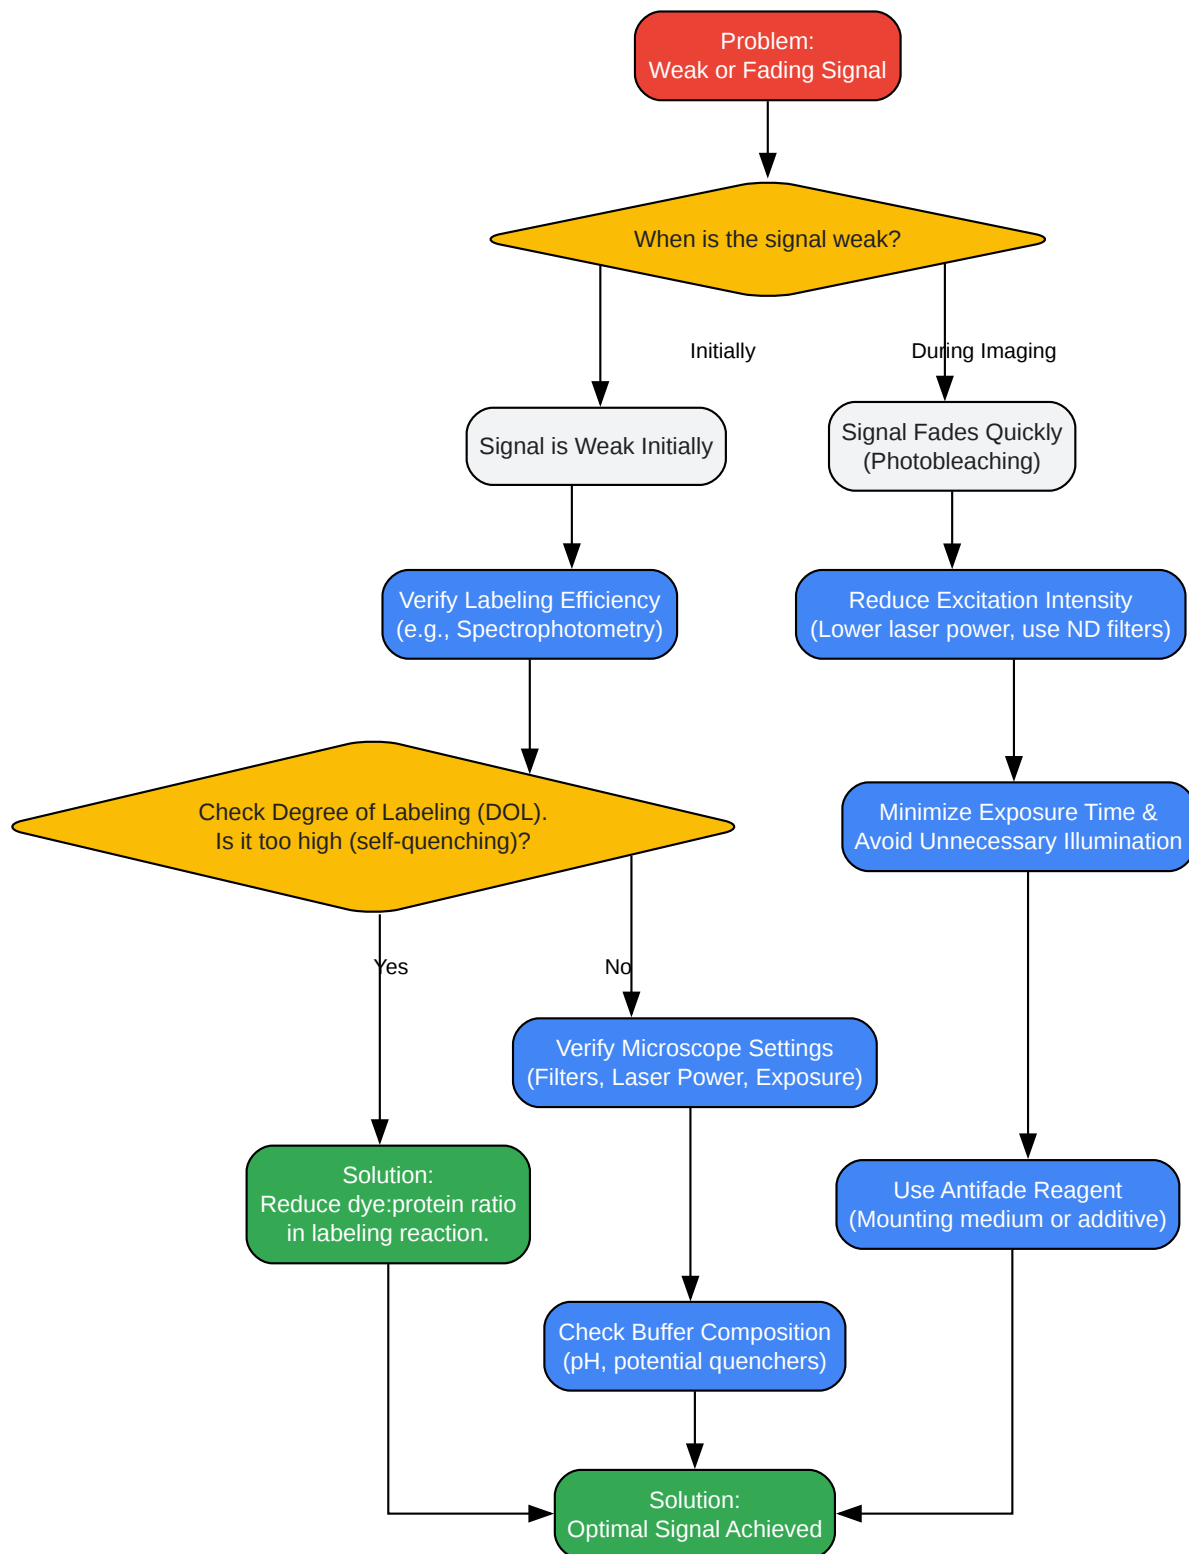 Problem:
Weak or Fading Signal
When is the signal weak?
Initially
During Imaging
Signal is Weak Initially
Signal Fades Quickly
(Photobleaching)
Verify Labeling Efficiency
(e.g., Spectrophotometry)
Reduce Excitation Intensity
(Lower laser power, use ND filters)
Check Degree of Labeling (DOL).
Is it too high (self-quenching)?
Minimize Exposure Time &
Avoid Unnecessary Illumination
Yes
No
Verify Microscope Settings
(Filters, Laser Power, Exposure)
Solution:
Reduce dye:protein ratio
in labeling reaction.
Use Antifade Reagent
(Mounting medium or additive)
Check Buffer Composition
(pH, potential quenchers)
Solution:
Optimal Signal Achieved